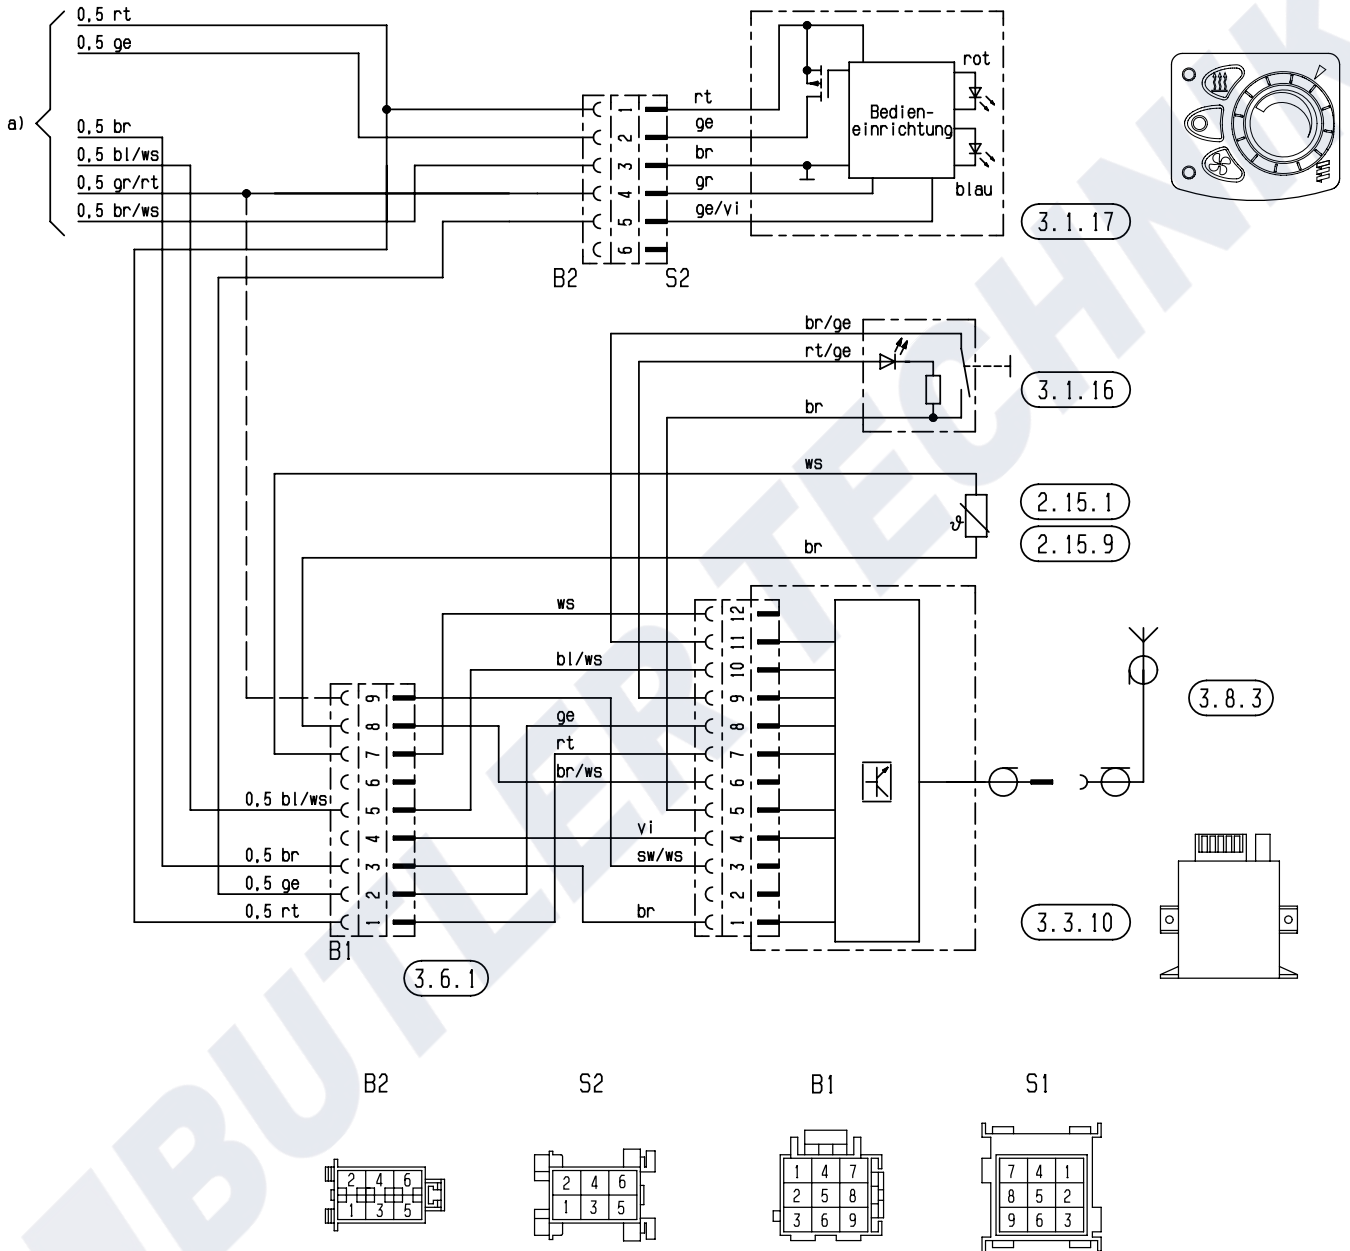 0,5 rt
0,5 ge
a)
0,5 br
0,5 bl/ws
0,5 gr/rt
0,5 br/ws
rt
ge
br
gr
ge/vi
1
2
3
4
5
6
B2
S2
Bedien-
einrichtung
rot
blau
3.1.17
br/ge
rt/ge
br
3.1.16
ws
br
2.15.1
2.15.9
ϑ
ws
bl/ws
ge
rt
br/ws
vi
sw/ws
br
12
11
10
9
8
7
6
5
4
3
2
1
9
8
7
6
5
4
3
2
1
0,5 bl/ws
0,5 br
0,5 ge
0,5 rt
B1
3.6.1
3.8.3
3.3.10
B2
S2
B1
S1
2 4 6
1 3 5
2 4 6
1 3 5
1 4 7
2 5 8
3 6 9
7 4 1
8 5 2
9 6 3
BUTLER TECHNIK